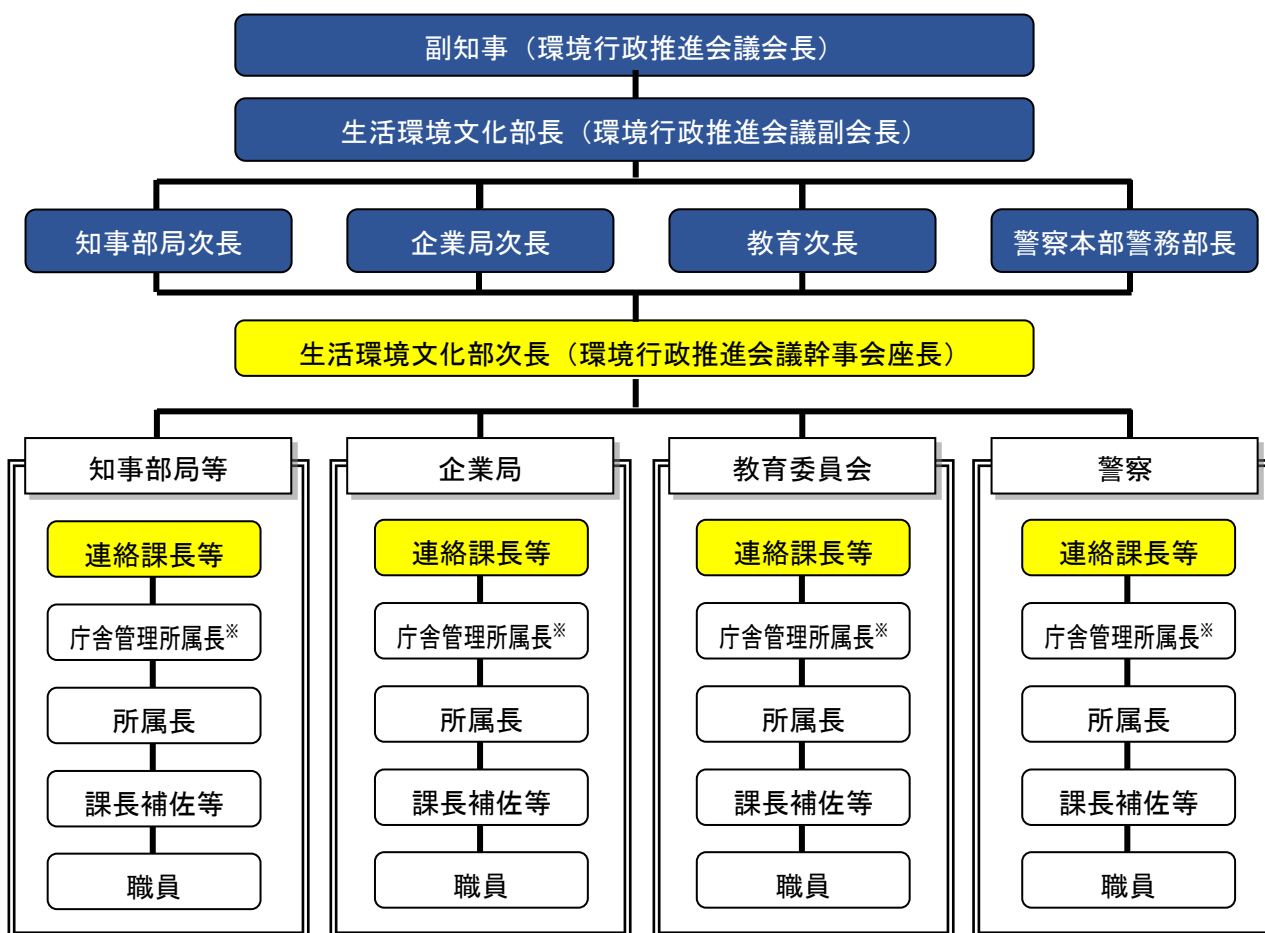 副知事（環境行政推進会議会長）
生活環境文化部長（環境行政推進会議副会長）
知事部局次長
企業局次長
教育次長
警察本部警務部長
生活環境文化部次長（環境行政推進会議幹事会座長）
知事部局等
企業局
教育委員会
警察
連絡課長等
連絡課長等
連絡課長等
連絡課長等
庁舎管理所属長※
庁舎管理所属長※
庁舎管理所属長※
庁舎管理所属長※
所属長
所属長
所属長
所属長
課長補佐等
課長補佐等
課長補佐等
課長補佐等
職員
職員
職員
職員